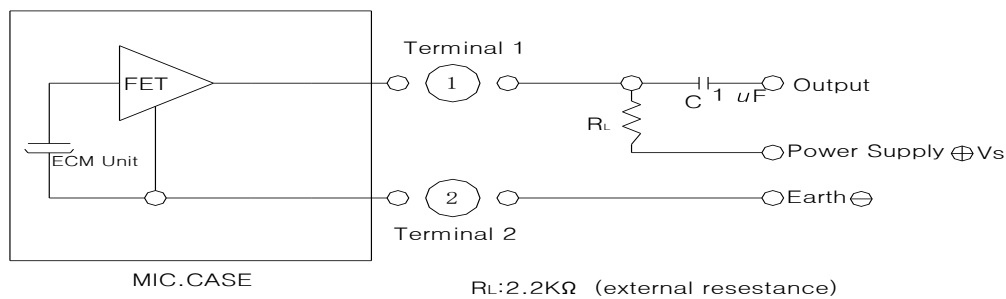 Terminal 1
FET
1
Output
C 1 uF
RL
ECM Unit
Power Supply ⊕Vs
2
Earth⊖
Terminal 2
MIC.CASE
RL:2.2KΩ (external resestance)